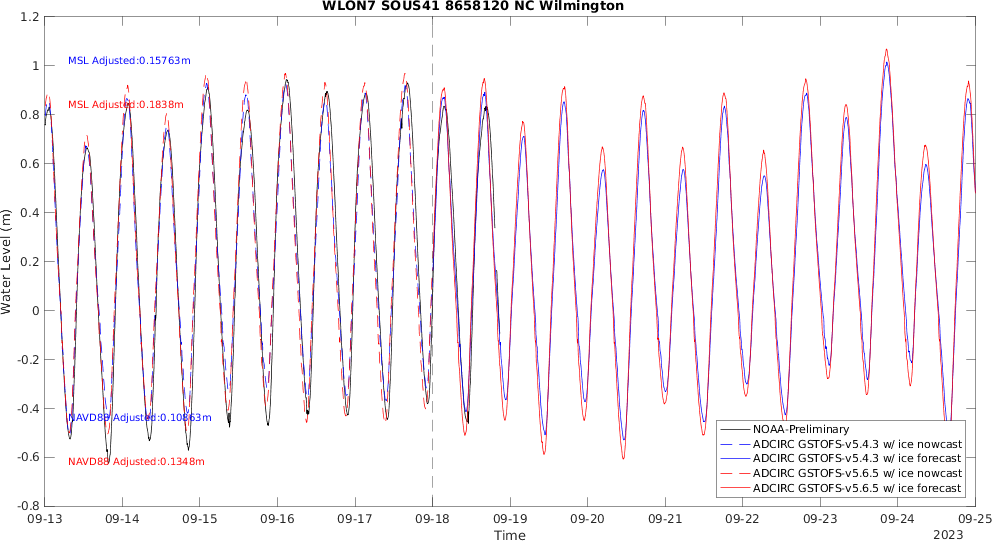 WLON7 SOUS41 8658120 NC Wilmington
1.2
1
0.8
0.6
0.4
0.2
0
-0.2
-0.4
-0.6
-0.8
Water Level (m)
MSL Adjusted:0.15763m
MSL Adjusted:0.1838m
NAVD88 Adjusted:0.10863m
NAVD88 Adjusted:0.1348m
NOAA-Preliminary
ADCIRC GSTOFS-v5.4.3 w/ ice nowcast
ADCIRC GSTOFS-v5.4.3 w/ ice forecast
ADCIRC GSTOFS-v5.6.5 w/ ice nowcast
ADCIRC GSTOFS-v5.6.5 w/ ice forecast
09-13 09-14 09-15 09-16 09-17 09-18 09-19 09-20 09-21 09-22 09-23 09-24 09-25
Time
2023